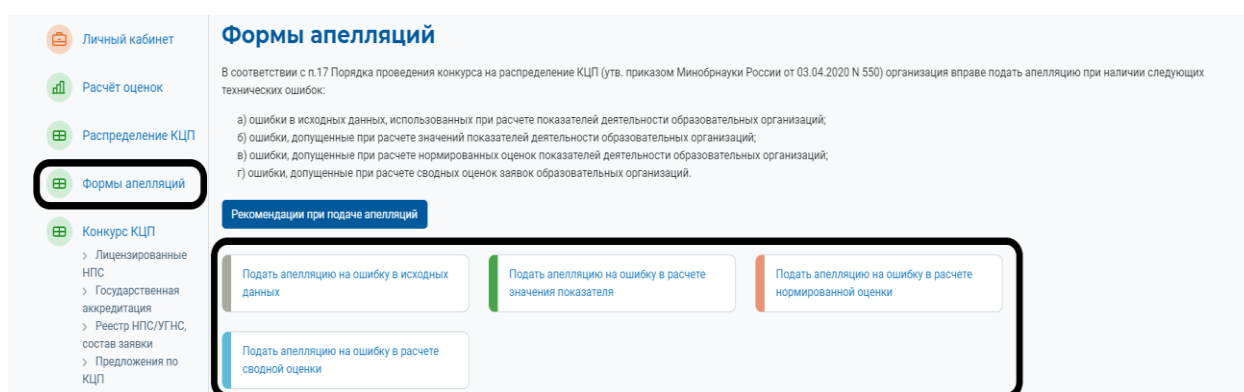 Личный кабинет
Расчёт оценок
Распределение КЦП
Формы апелляций
Конкурс КЦП
> Лицензированные
НПС
> Государственная
аккредитация
> Реестр НПС/УГНС,
состав заявки
> Предложения по
КЦП
Формы апелляций
В соответствии с п.17 Порядка проведения конкурса на распределение КЦП (утв. приказом Минобрнауки России от 03.04.2020 N 550) организация вправе подать апелляцию при наличии следующих
технических ошибок:
а) ошибки в исходных данных, использованных при расчете показателей деятельности образовательных организаций;
б) ошибки, допущенные при расчете значений показателей деятельности образовательных организаций;
в) ошибки, допущенные при расчете нормированных оценок показателей деятельности образовательных организаций;
г) ошибки, допущенные при расчете сводных оценок заявок образовательных организаций.
Рекомендации при подаче апелляций
Подать апелляцию на ошибку в исходных
данных
Подать апелляцию на ошибку в расчете
значения показателя
Подать апелляцию на ошибку в расчете
нормированной оценки
Подать апелляцию на ошибку в расчете
сводной оценки